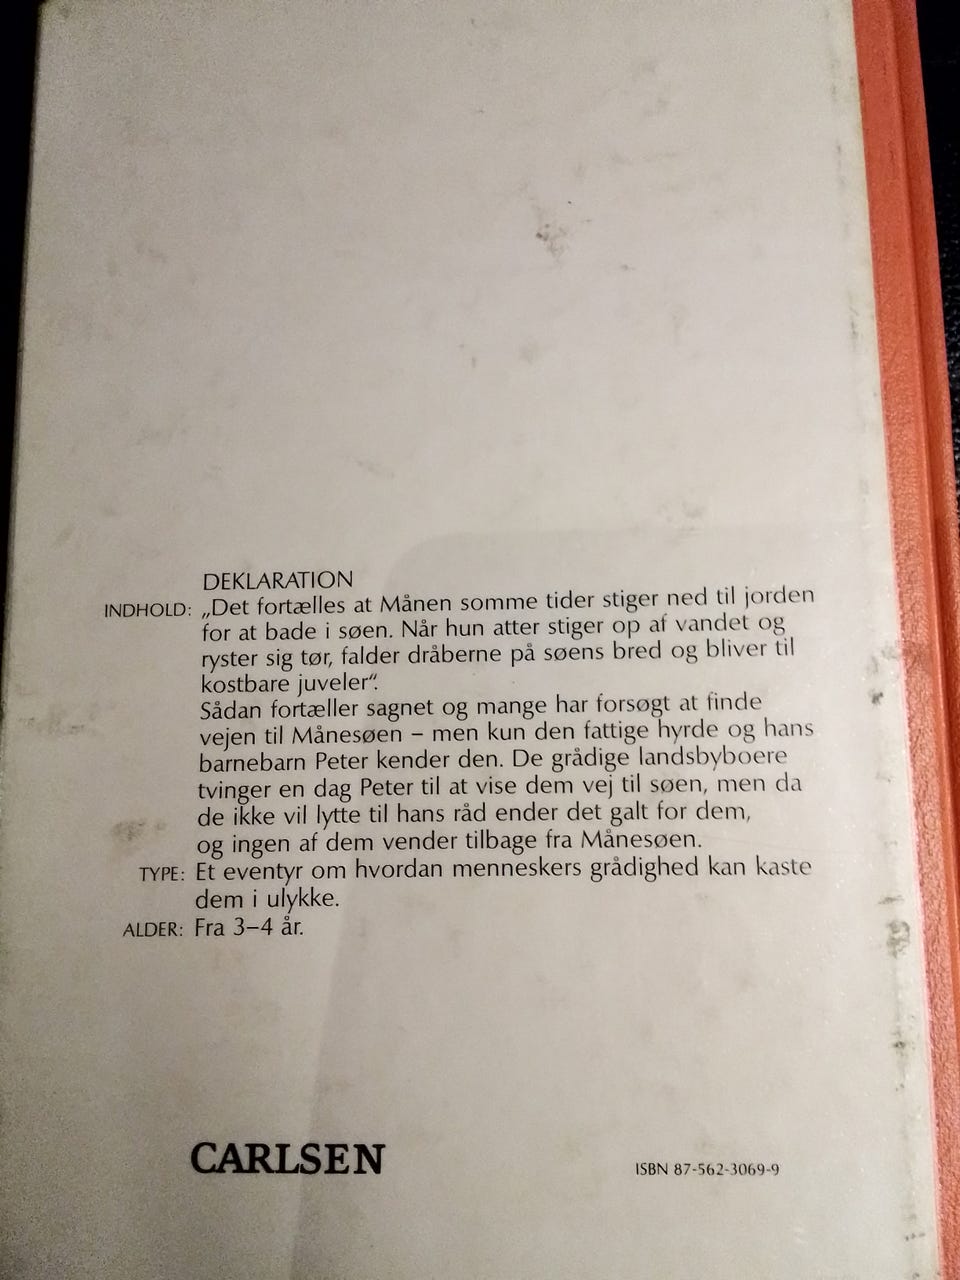 DEKLARATION
INDHOLD: „Det fortælles at Månen somme tider stiger ned til jorden
for at bade i søen. Når hun atter stiger op af vandet og
ryster sig tør, falder dråberne på søens bred og bliver til
kostbare juveler“.
Sådan fortæller sagnet og mange har forsøgt at finde
vejen til Månesøen – men kun den fattige hyrde og hans
barnebarn Peter kender den. De grådige landsbyboere
tvinger en dag Peter til at vise dem vej til søen, men da
de ikke vil lytte til hans råd ender det galt for dem,
og ingen af dem vender tilbage fra Månesøen.
TYPE: Et eventyr om hvordan menneskers grådighed kan kaste
dem i ulykke.
ALDER: Fra 3–4 år.
CARLSEN
ISBN 87-562-3069-9